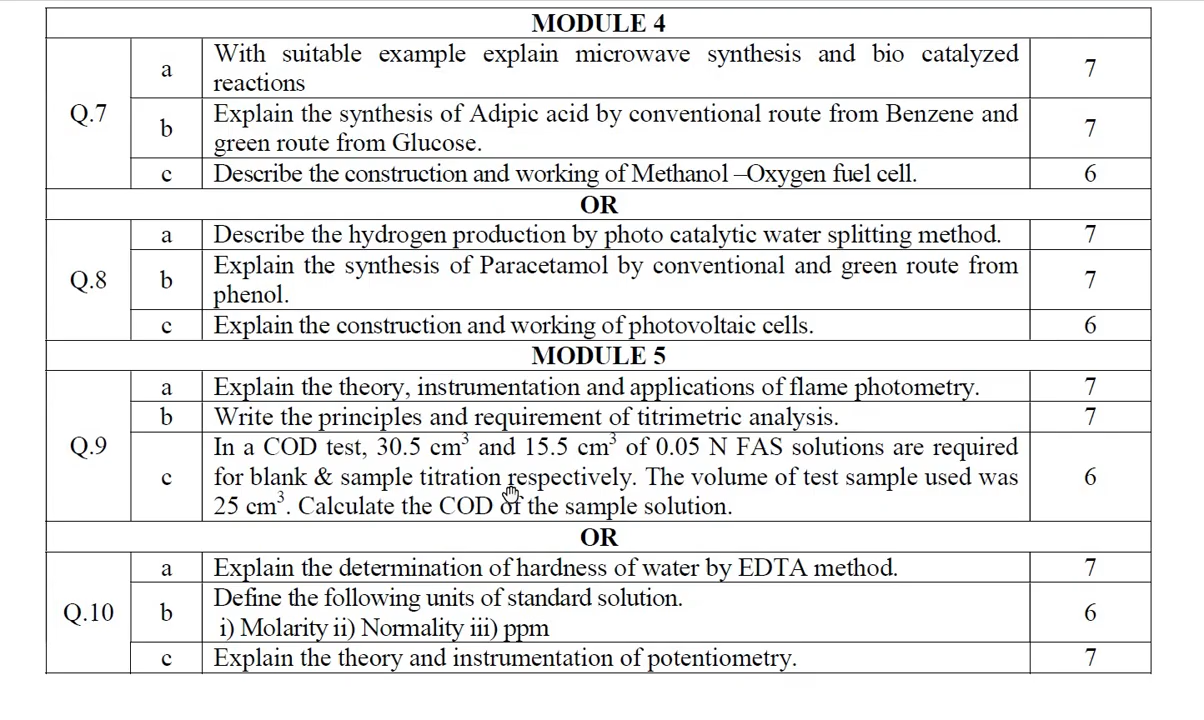 MODULE 4
Q.7
a
With suitable example explain microwave synthesis and bio catalyzed
reactions
7
b
Explain the synthesis of Adipic acid by conventional route from Benzene and
green route from Glucose.
7
c
Describe the construction and working of Methanol –Oxygen fuel cell.
6
OR
Q.8
a
Describe the hydrogen production by photo catalytic water splitting method.
7
b
Explain the synthesis of Paracetamol by conventional and green route from
phenol.
7
c
Explain the construction and working of photovoltaic cells.
6
MODULE 5
Q.9
a
Explain the theory, instrumentation and applications of flame photometry.
7
b
Write the principles and requirement of titrimetric analysis.
7
c
In a COD test, 30.5 cm³ and 15.5 cm³ of 0.05 N FAS solutions are required
for blank & sample titration respectively. The volume of test sample used was
25 cm³. Calculate the COD of the sample solution.
6
OR
Q.10
a
Explain the determination of hardness of water by EDTA method.
7
b
Define the following units of standard solution.
i) Molarity ii) Normality iii) ppm
6
c
Explain the theory and instrumentation of potentiometry.
7